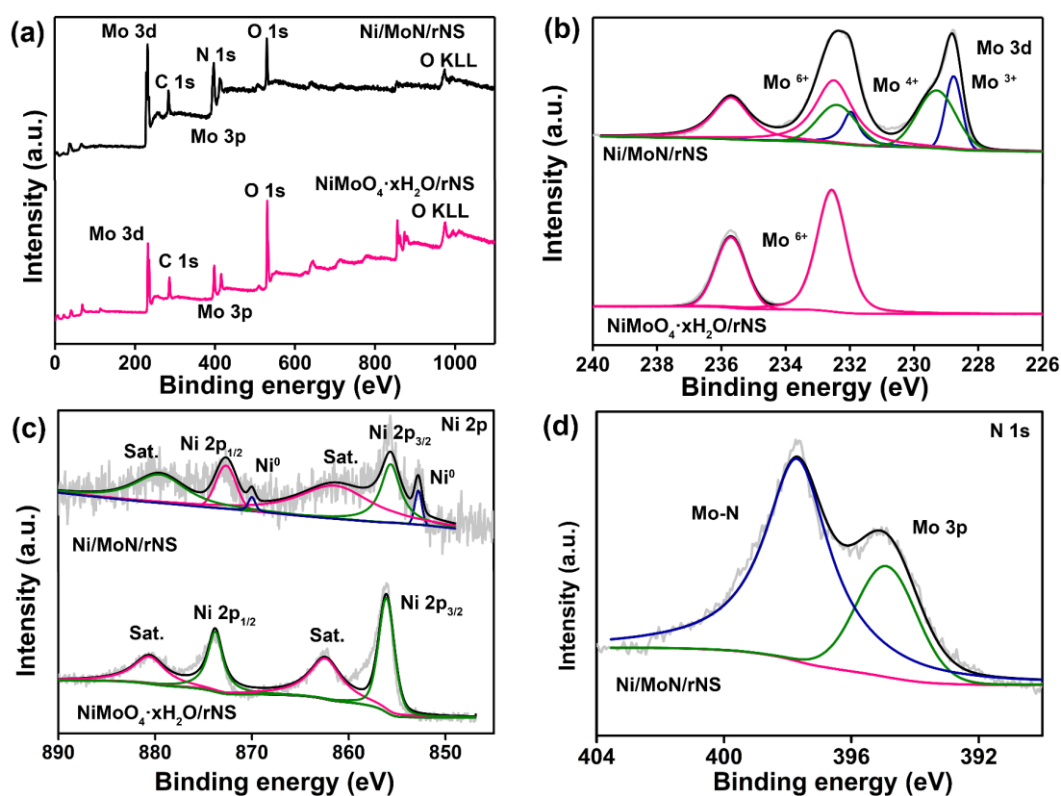 (a)
Mo 3d
C 1s
N 1s
O 1s
Ni/MoN/rNS
O KLL
Mo 3p
NiMoO₄·xH₂O/rNS
O 1s
O KLL
Mo 3d
C 1s
Mo 3p
Intensity (a.u.)
0 200 400 600 800 1000
Binding energy (eV)
(b)
Mo 3d
Mo ⁶⁺
Mo ⁴⁺
Mo ³⁺
Ni/MoN/rNS
Mo ⁶⁺
NiMoO₄·xH₂O/rNS
Intensity (a.u.)
240 238 236 234 232 230 228 226
Binding energy (eV)
(c)
Ni 2p
Sat.
Ni 2p₁/₂
Ni⁰
Sat.
Ni 2p₃/₂
Ni⁰
Ni/MoN/rNS
Sat.
Ni 2p₁/₂
Sat.
Ni 2p₃/₂
NiMoO₄·xH₂O/rNS
Intensity (a.u.)
890 880 870 860 850
Binding energy (eV)
(d)
N 1s
Mo-N
Mo 3p
Ni/MoN/rNS
Intensity (a.u.)
404 400 396 392
Binding energy (eV)